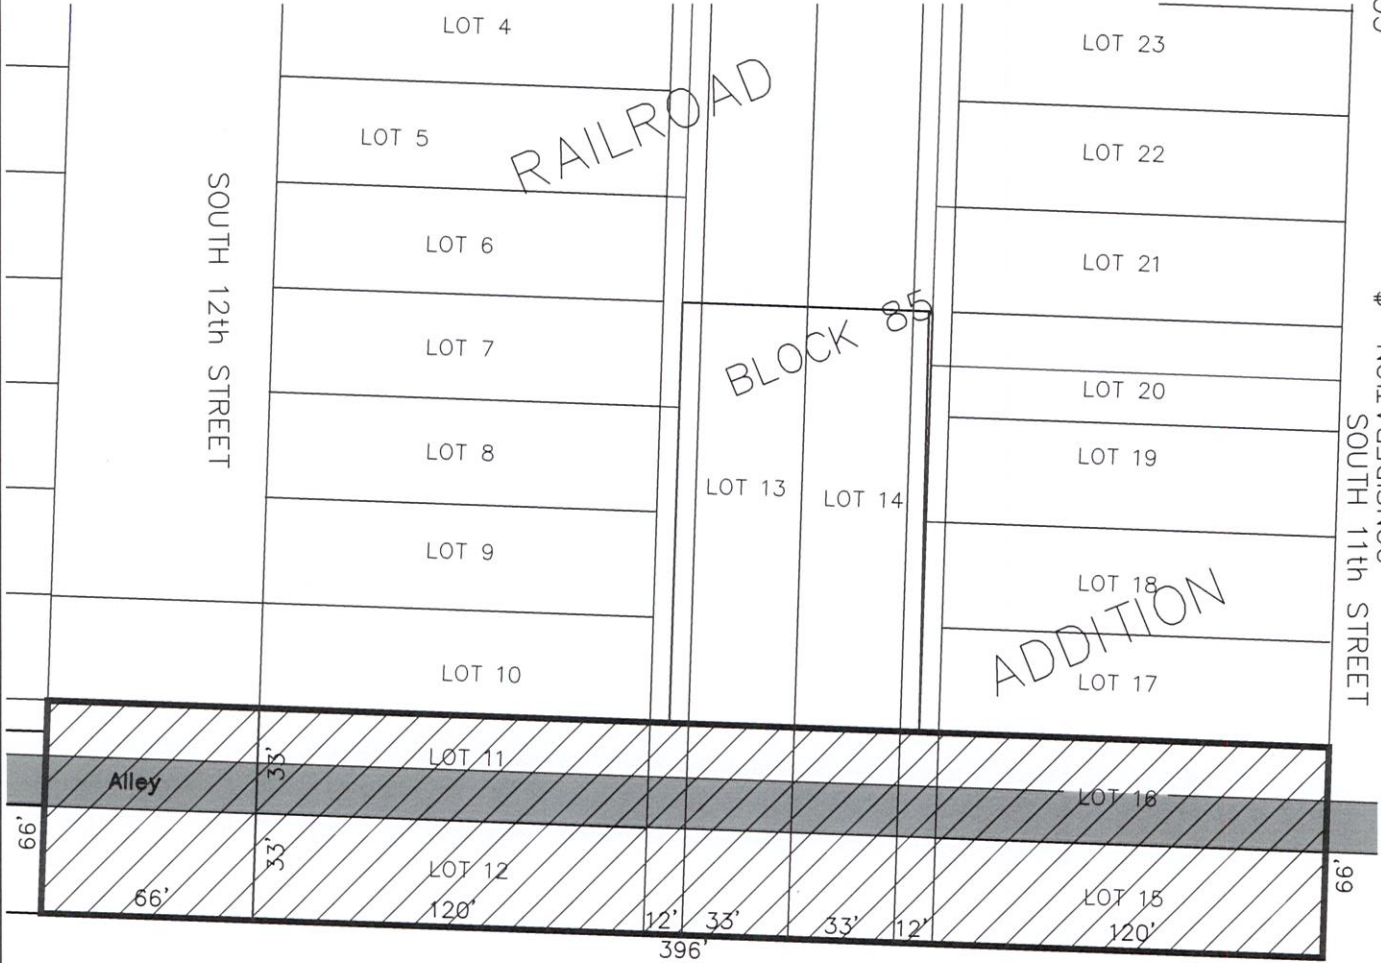 LOT 4
LOT 23
RAILROAD
LOT 5
LOT 22
SOUTH 12th STREET
LOT 6
LOT 21
BLOCK 85
LOT 7
LOT 20
LOT 8
LOT 19
SOUTH 11th STREET
LOT 13
LOT 14
LOT 9
LOT 18
ADDITION
LOT 10
LOT 17
LOT 11
33'
Alley
LOT 16
66'
33'
LOT 12
66'
LOT 15
66'
120'
12'
33'
33'
12'
120'
396'